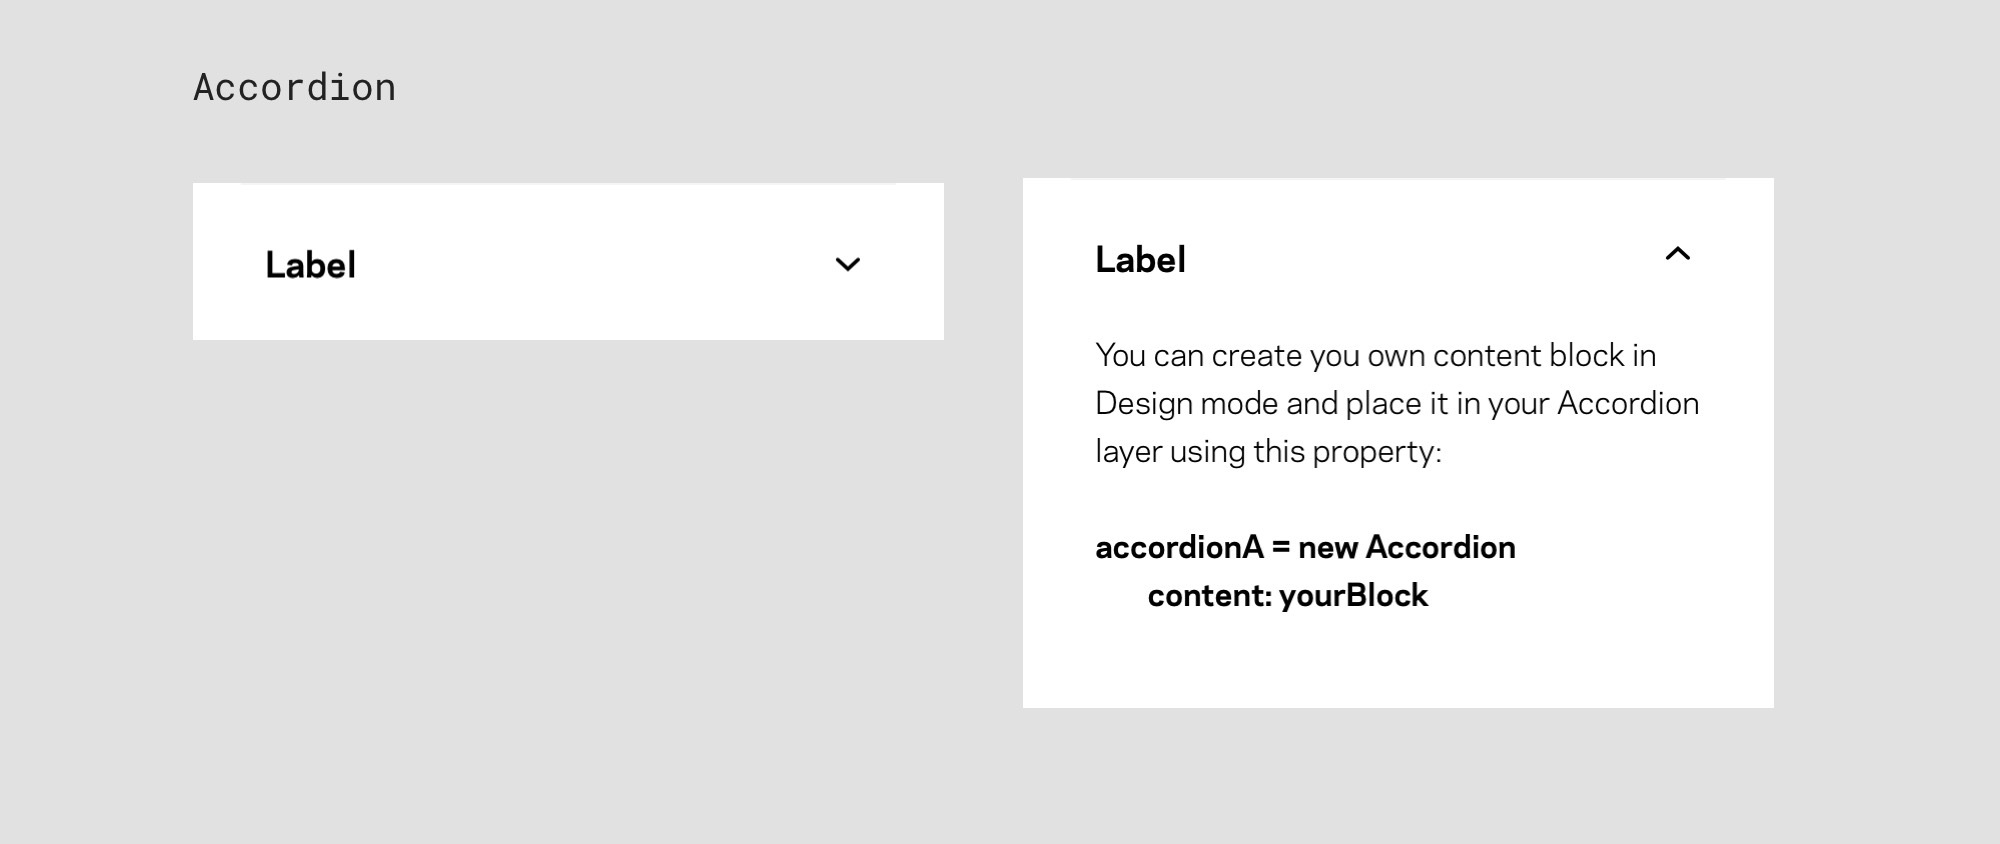 Accordion
Label
Label
You can create you own content block in
Design mode and place it in your Accordion
layer using this property:
accordionA = new Accordion
content: yourBlock